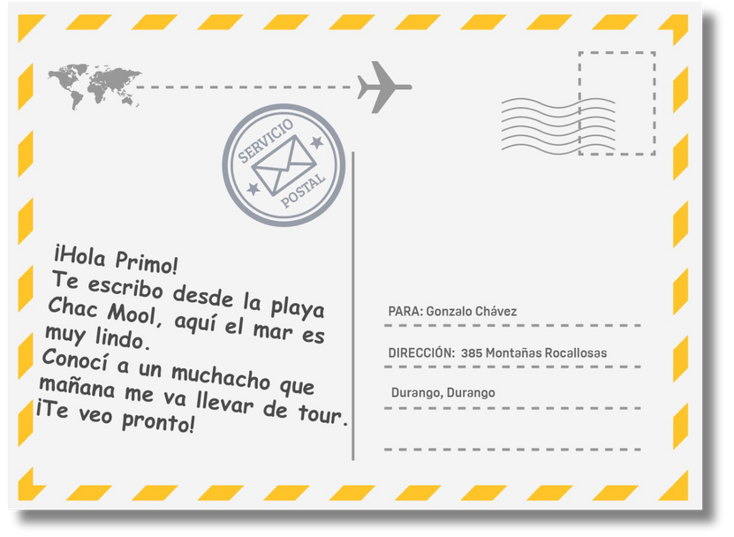 SERVICIO
POSTAL
¡Hola Primo!
Te escribo desde la playa
Chac Mool, aquí el mar es
muy lindo.
Conocí a un muchacho que
mañana me va llevar de tour.
¡Te veo pronto!
PARA: Gonzalo Chávez
DIRECCIÓN: 385 Montañas Rocallosas
Durango, Durango